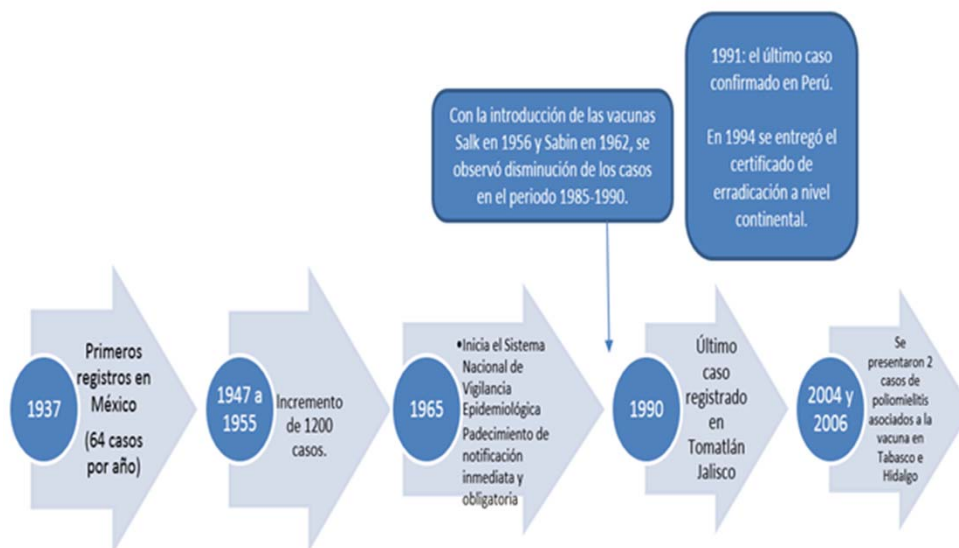 1991: el último caso
confirmado en Perú.
En 1994 se entregó el
certificado de
erradicación a nivel
continental.
Con la introducción de las vacunas
Salk en 1956 y Sabin en 1962, se
observó disminución de los casos
en el periodo 1985-1990.
1937
Primeros
registros en
México
(64 casos
por año)
1947 a
1955
Incremento
de 1200
casos.
1965
•Inicia el Sistema
Nacional de
Vigilancia
Epidemiológica
Padecimiento de
notificación
inmediata y
obligatoria
1990
Último
caso
registrado
en
Tomatlán
Jalisco
2004 y
2006
Se
presentaron 2
casos de
poliomielitis
asociados a la
vacuna en
Tabasco e
Hidalgo